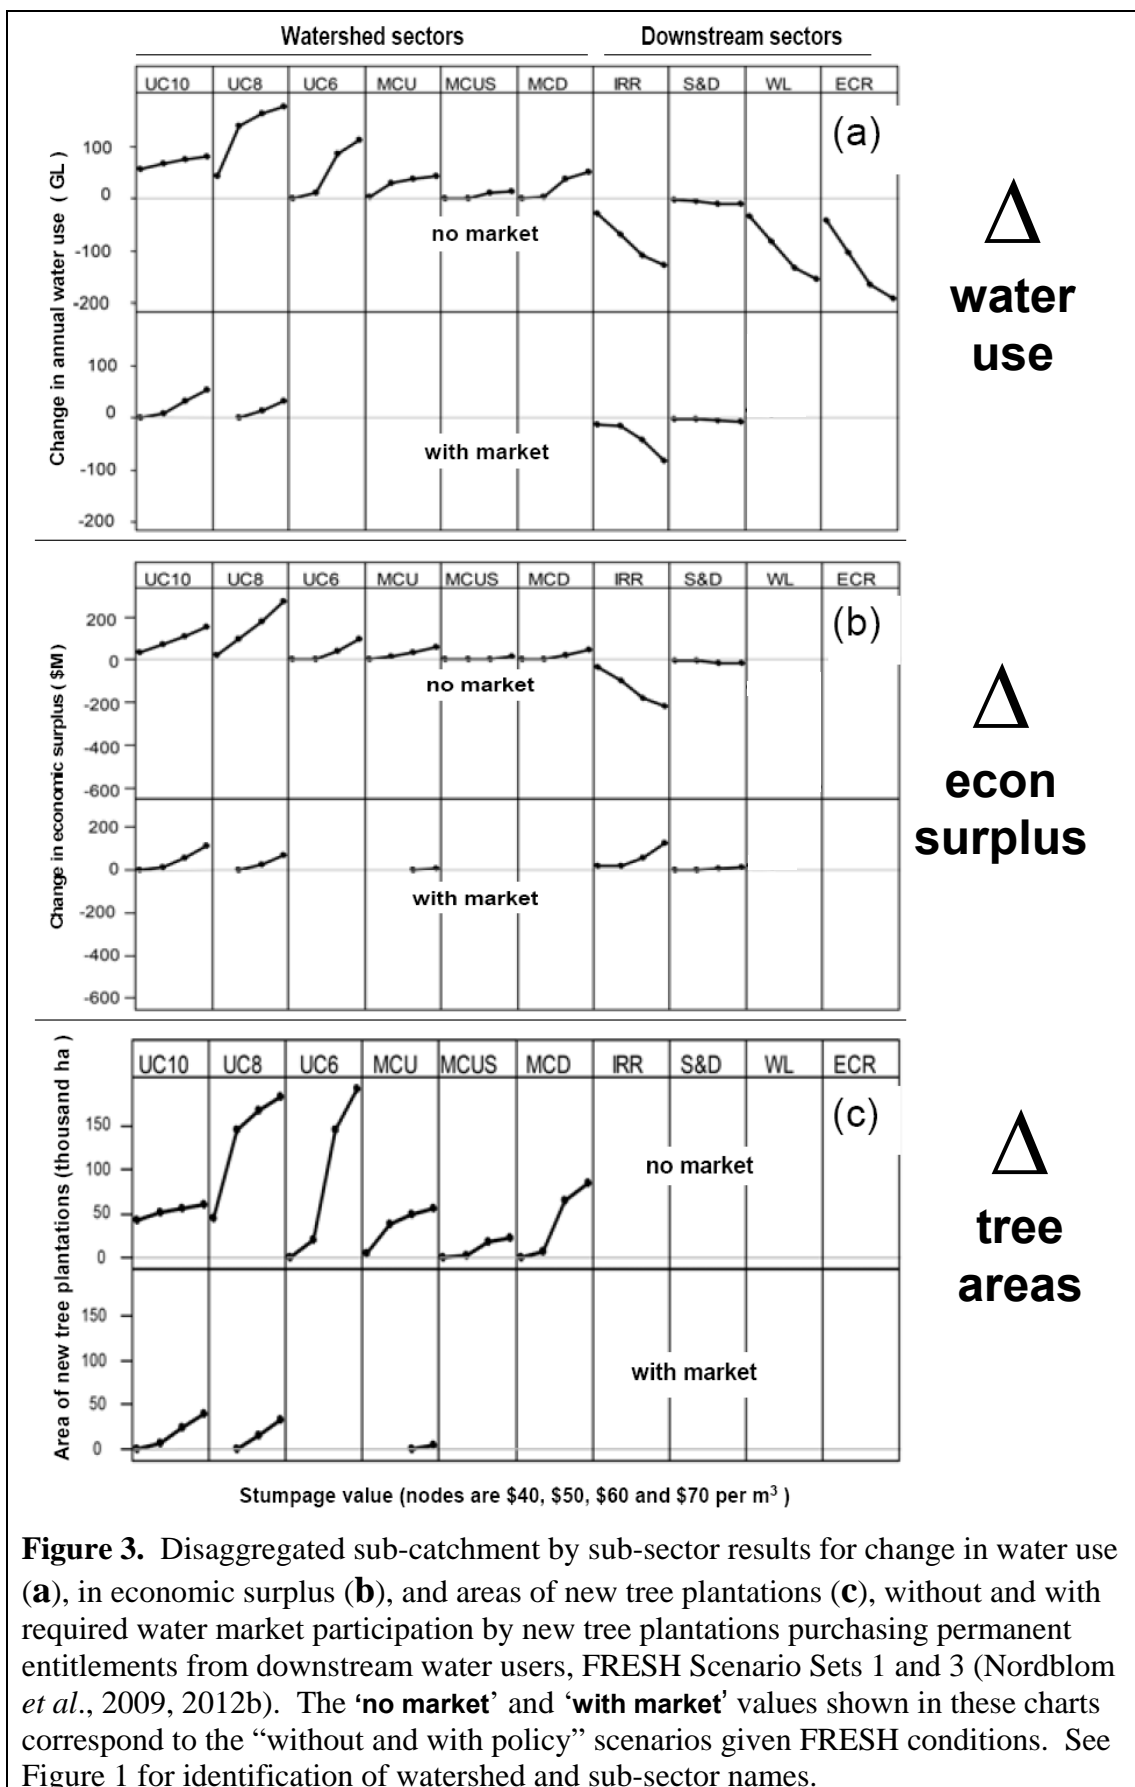 Watershed sectors Downstream sectors
UC10 UC8 UC6 MCU MCUS MCD IRR S&D WL ECR
(a)
Change in annual water use ( GL )
100
0
-100
-200
no market
100
0
-100
-200
with market
Δ
water
use
UC10 UC8 UC6 MCU MCUS MCD IRR S&D WL ECR
(b)
Change in economic surplus ( $M)
200
0
-200
-400
-600
no market
200
0
-200
-400
-600
with market
Δ
econ
surplus
UC10 UC8 UC6 MCU MCUS MCD IRR S&D WL ECR
(c)
Area of new tree plantations (thousand ha )
150
100
50
0
no market
150
100
50
0
with market
Δ
tree
areas
Stumpage value (nodes are $40, $50, $60 and $70 per m³ )
Figure 3. Disaggregated sub-catchment by sub-sector results for change in water use
(a), in economic surplus (b), and areas of new tree plantations (c), without and with
required water market participation by new tree plantations purchasing permanent
entitlements from downstream water users, FRESH Scenario Sets 1 and 3 (Nordblom
et al., 2009, 2012b). The ‘no market’ and ‘with market’ values shown in these charts
correspond to the “without and with policy” scenarios given FRESH conditions. See
Figure 1 for identification of watershed and sub-sector names.